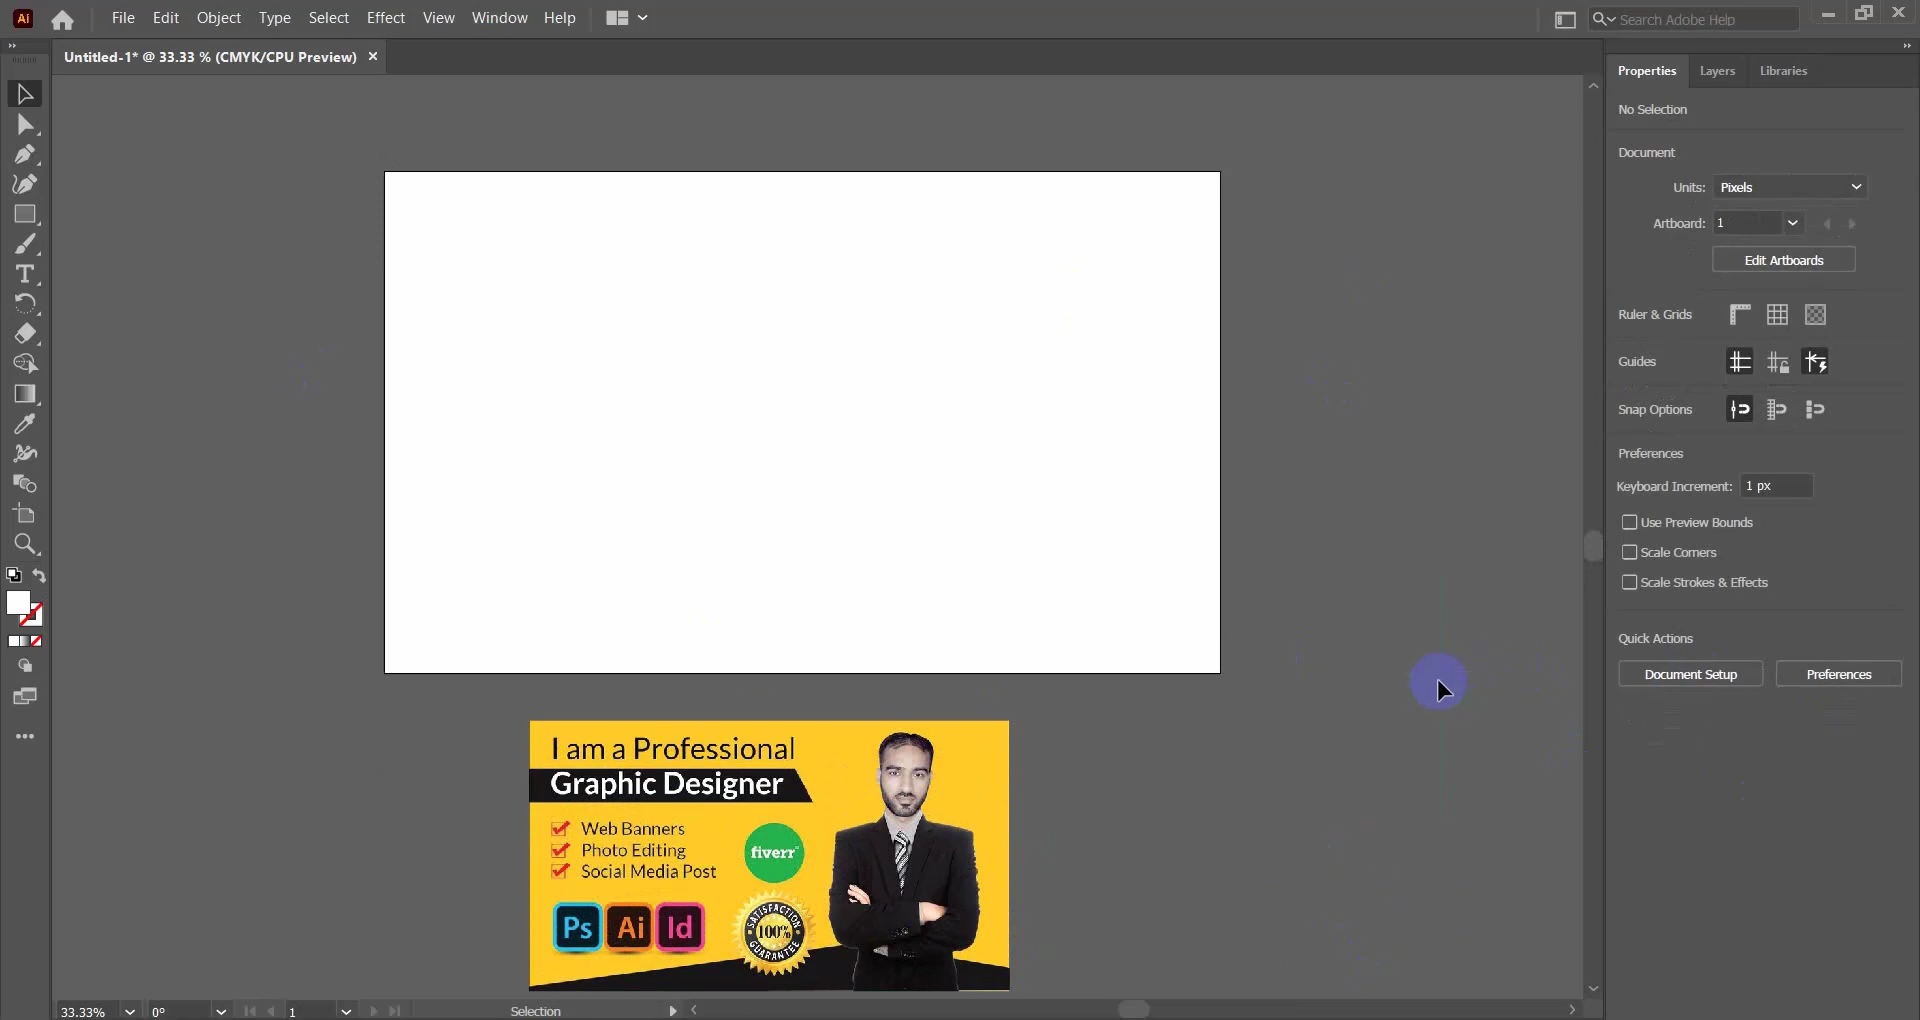 Ai File Edit Object Type Select Effect View Window Help Search Adobe Help
Untitled-1* @ 33.33 % (CMYK/CPU Preview) ×
Properties Layers Libraries
No Selection
Document
Units: Pixels
Artboard: 1
Edit Artboards
Ruler & Grids
Guides
Snap Options
Preferences
Keyboard Increment: 1 px
Use Preview Bounds
Scale Corners
Scale Strokes & Effects
Quick Actions
Document Setup Preferences
I am a Professional
Graphic Designer
Web Banners
Photo Editing
Social Media Post
fiverr
Ps Ai Id
SATISFACTION
100%
GUARANTEE
33.33% 0° 1 Selection